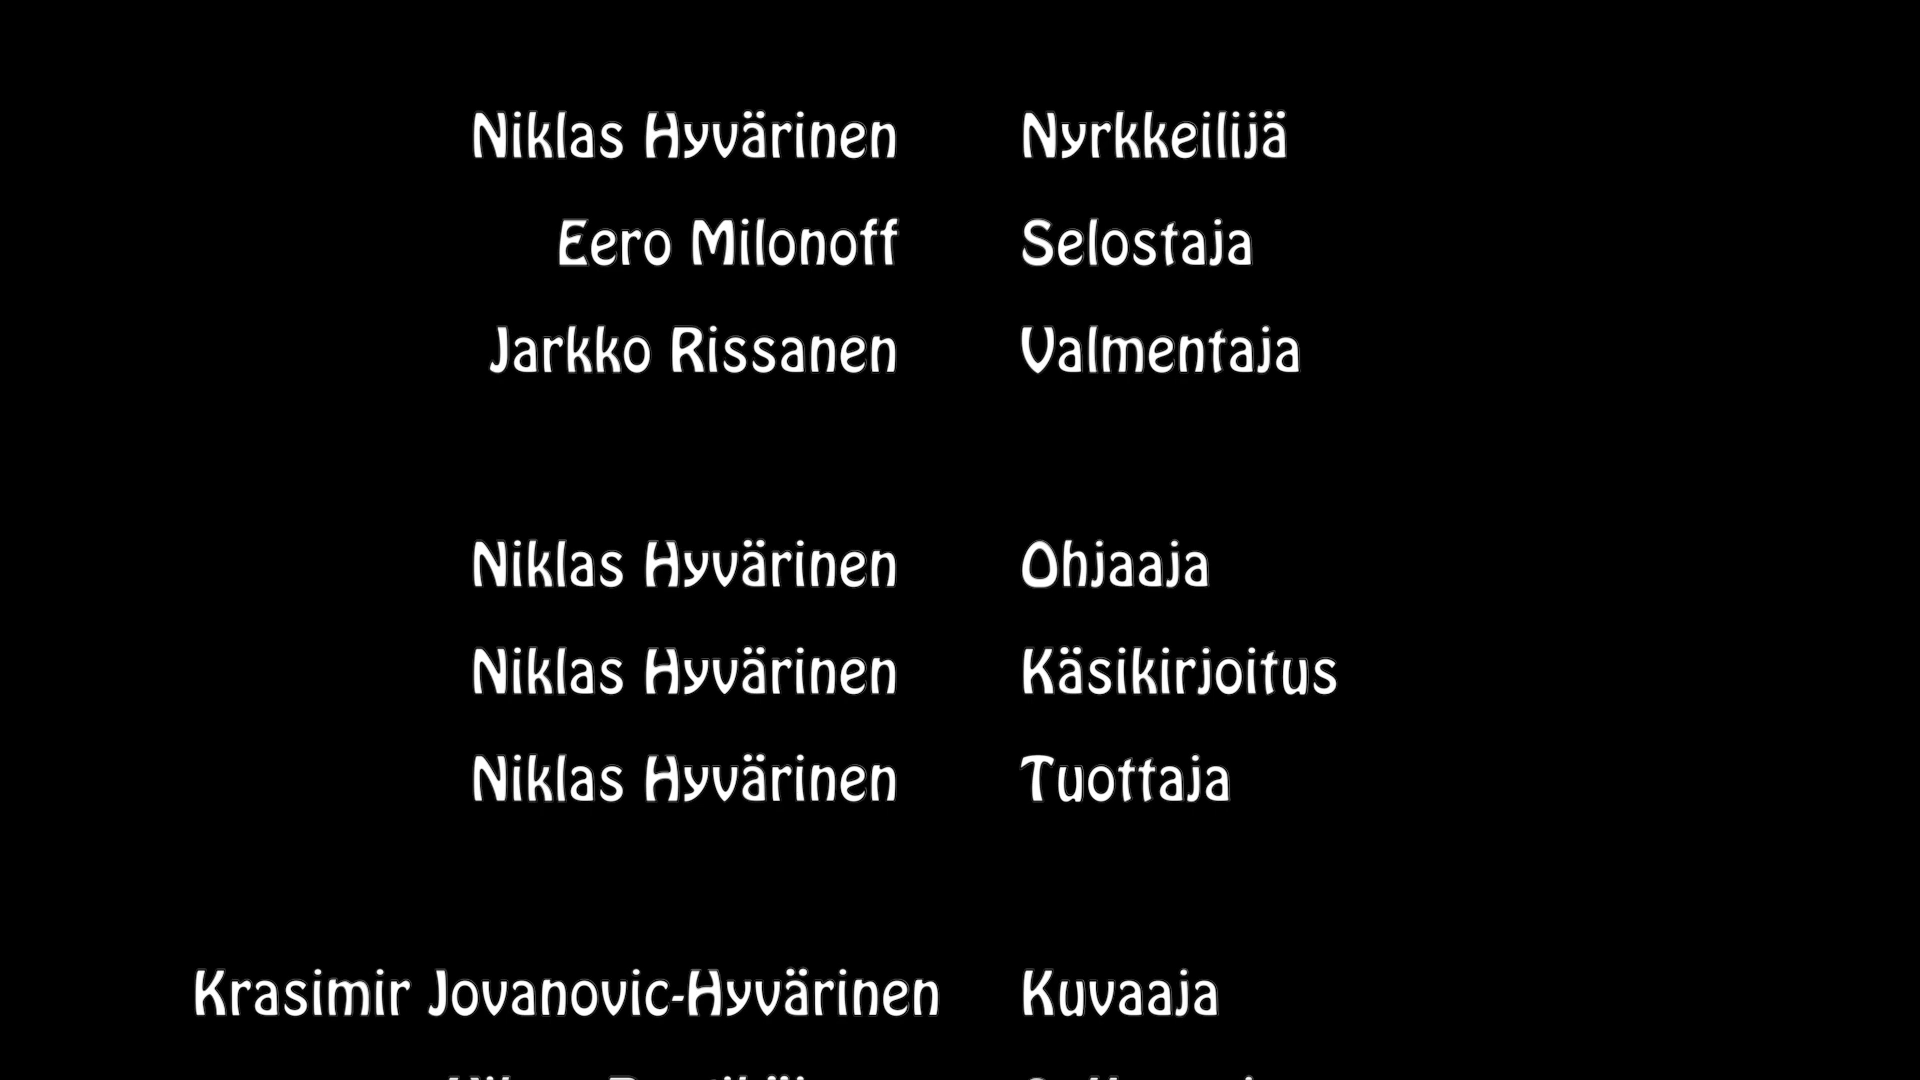 Niklas Hyvärinen Nyrkkeilijä
Eero Milonoff Selostaja
Jarkko Rissanen Valmentaja
Niklas Hyvärinen Ohjaaja
Niklas Hyvärinen Käsikirjoitus
Niklas Hyvärinen Tuottaja
Krasimir Jovanovic-Hyvärinen Kuvaaja